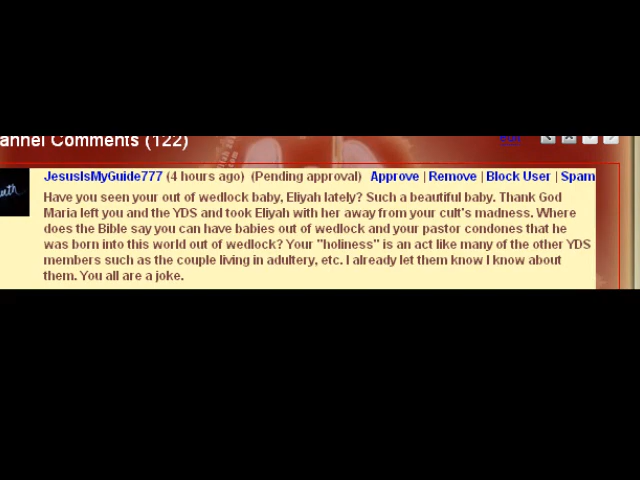 annel Comments (122)
Edit
JesusIsMyGuide777 (4 hours ago) (Pending approval) Approve | Remove | Block User | Spam
Have you seen your out of wedlock baby, Eliyah lately? Such a beautiful baby. Thank God
Maria left you and the YDS and took Eliyah with her away from your cult's madness. Where
does the Bible say you can have babies out of wedlock and your pastor condones that he
was born into this world out of wedlock? Your "holiness" is an act like many of the other YDS
members such as the couple living in adultery, etc. I already let them know I know about
them. You all are a joke.